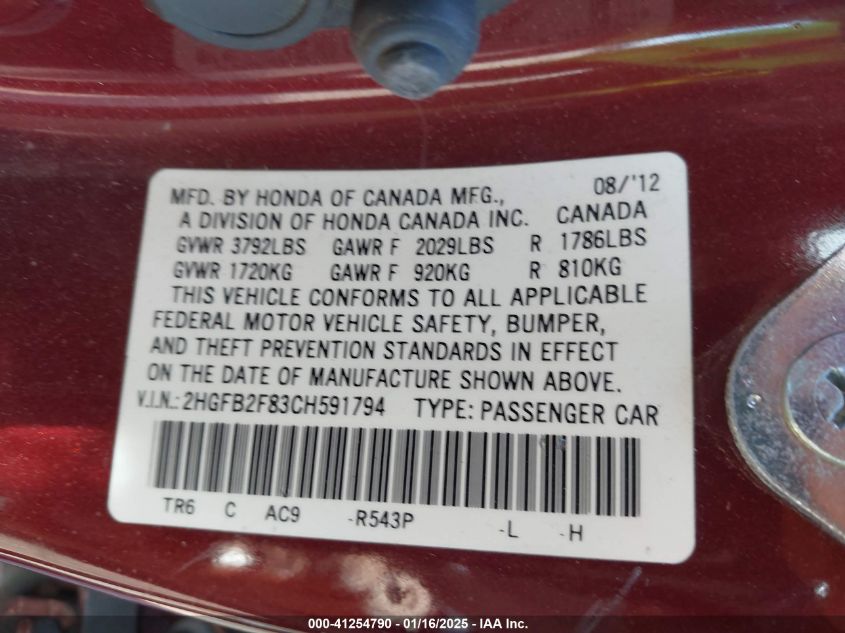 MFD. BY HONDA OF CANADA MFG., 08/'12
A DIVISION OF HONDA CANADA INC. CANADA
GVWR 3792LBS GAWR F 2029LBS R 1786LBS
GVWR 1720KG GAWR F 920KG R 810KG
THIS VEHICLE CONFORMS TO ALL APPLICABLE
FEDERAL MOTOR VEHICLE SAFETY, BUMPER,
AND THEFT PREVENTION STANDARDS IN EFFECT
ON THE DATE OF MANUFACTURE SHOWN ABOVE.
V.I.N.: 2HGFB2F83CH591794 TYPE: PASSENGER CAR
TR6 C AC9 -R543P -L -H
000-41254790 - 01/16/2025 - IAA Inc.